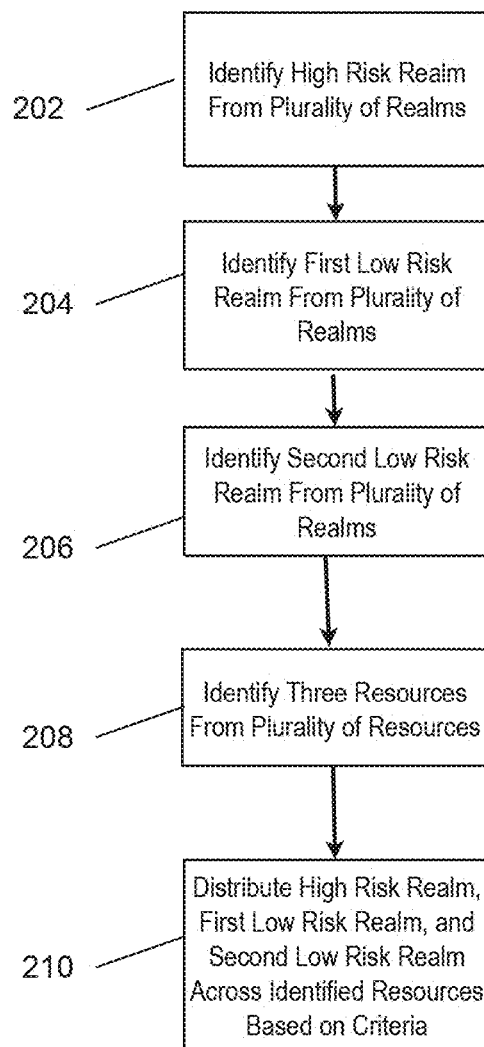 202
Identify High Risk Realm
From Plurality of Realms
204
Identify First Low Risk
Realm From Plurality of
Realms
206
Identify Second Low Risk
Realm From Plurality of
Realms
208
Identify Three Resources
From Plurality of Resources
210
Distribute High Risk Realm,
First Low Risk Realm, and
Second Low Risk Realm
Across Identified Resources
Based on Criteria